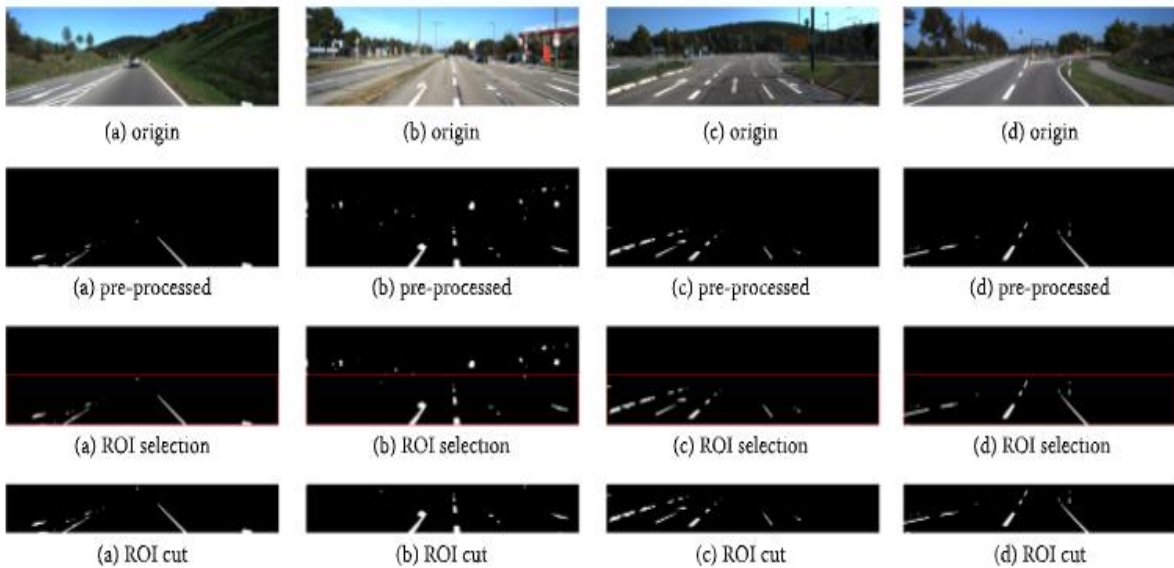 (a) origin (b) origin (c) origin (d) origin
(a) pre-processed (b) pre-processed (c) pre-processed (d) pre-processed
(a) ROI selection (b) ROI selection (c) ROI selection (d) ROI selection
(a) ROI cut (b) ROI cut (c) ROI cut (d) ROI cut